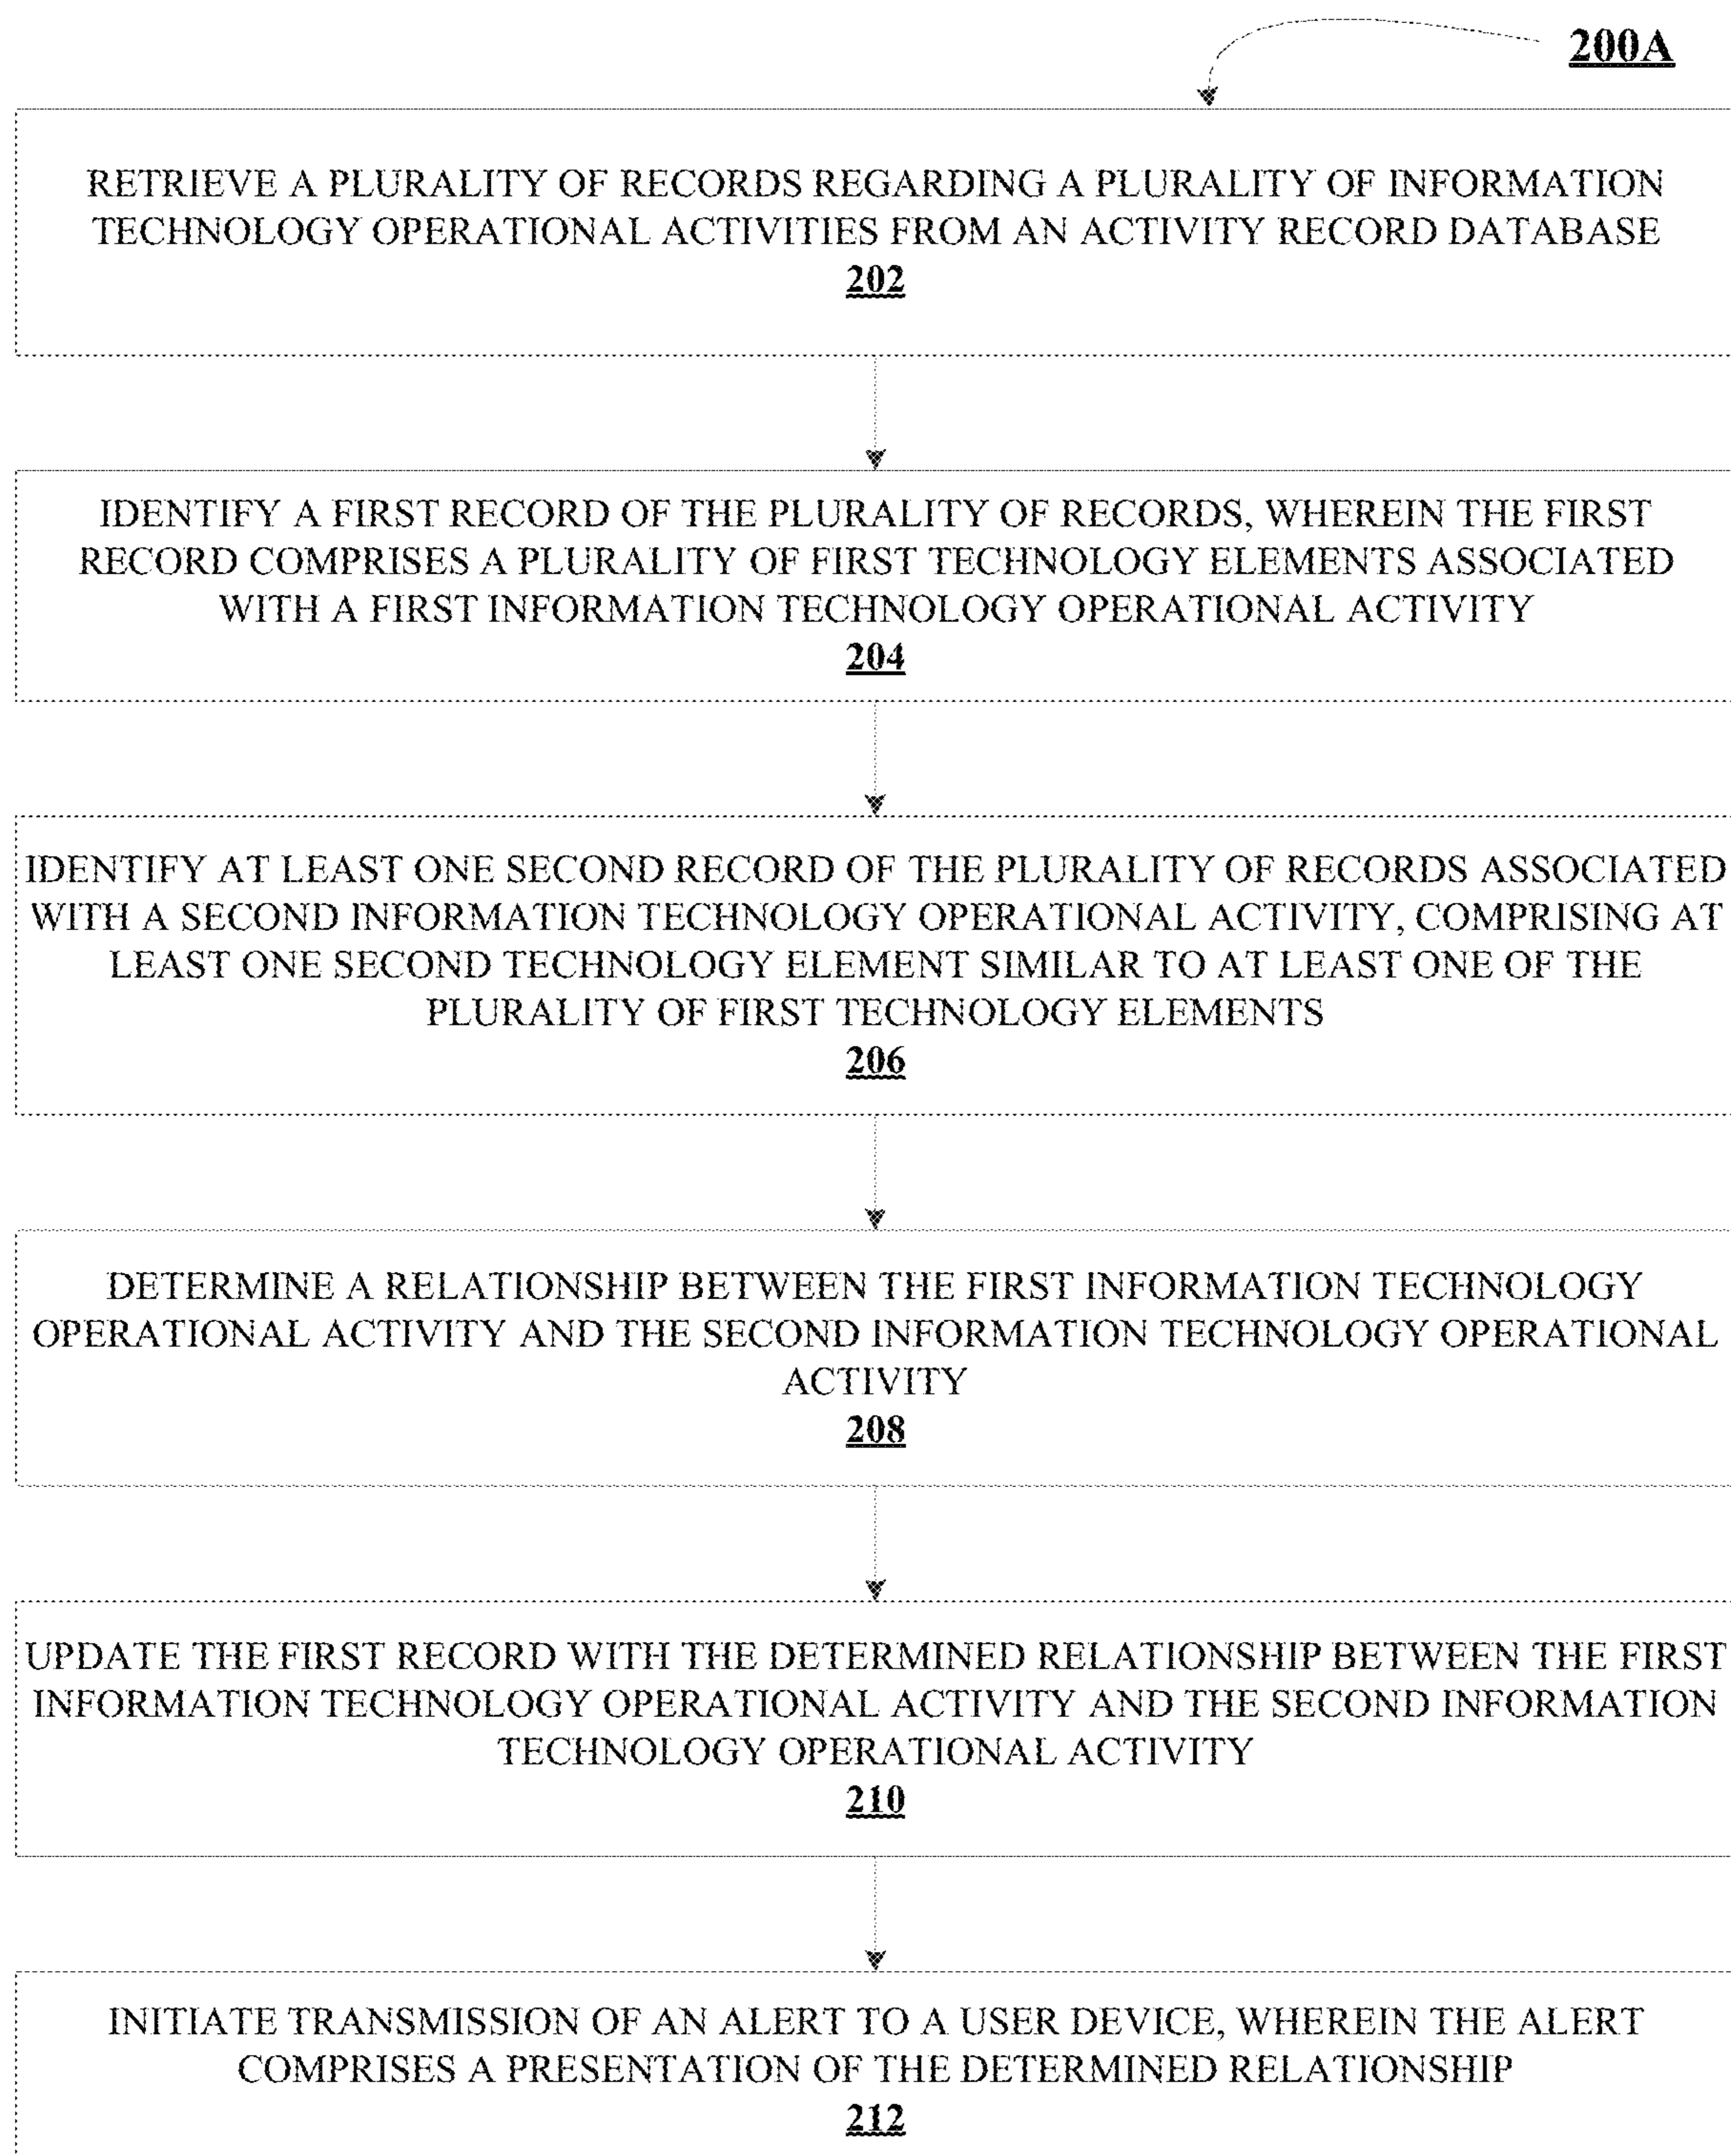 200A
RETRIEVE A PLURALITY OF RECORDS REGARDING A PLURALITY OF INFORMATION
TECHNOLOGY OPERATIONAL ACTIVITIES FROM AN ACTIVITY RECORD DATABASE
202
IDENTIFY A FIRST RECORD OF THE PLURALITY OF RECORDS, WHEREIN THE FIRST
RECORD COMPRISES A PLURALITY OF FIRST TECHNOLOGY ELEMENTS ASSOCIATED
WITH A FIRST INFORMATION TECHNOLOGY OPERATIONAL ACTIVITY
204
IDENTIFY AT LEAST ONE SECOND RECORD OF THE PLURALITY OF RECORDS ASSOCIATED
WITH A SECOND INFORMATION TECHNOLOGY OPERATIONAL ACTIVITY, COMPRISING AT
LEAST ONE SECOND TECHNOLOGY ELEMENT SIMILAR TO AT LEAST ONE OF THE
PLURALITY OF FIRST TECHNOLOGY ELEMENTS
206
DETERMINE A RELATIONSHIP BETWEEN THE FIRST INFORMATION TECHNOLOGY
OPERATIONAL ACTIVITY AND THE SECOND INFORMATION TECHNOLOGY OPERATIONAL
ACTIVITY
208
UPDATE THE FIRST RECORD WITH THE DETERMINED RELATIONSHIP BETWEEN THE FIRST
INFORMATION TECHNOLOGY OPERATIONAL ACTIVITY AND THE SECOND INFORMATION
TECHNOLOGY OPERATIONAL ACTIVITY
210
INITIATE TRANSMISSION OF AN ALERT TO A USER DEVICE, WHEREIN THE ALERT
COMPRISES A PRESENTATION OF THE DETERMINED RELATIONSHIP
212